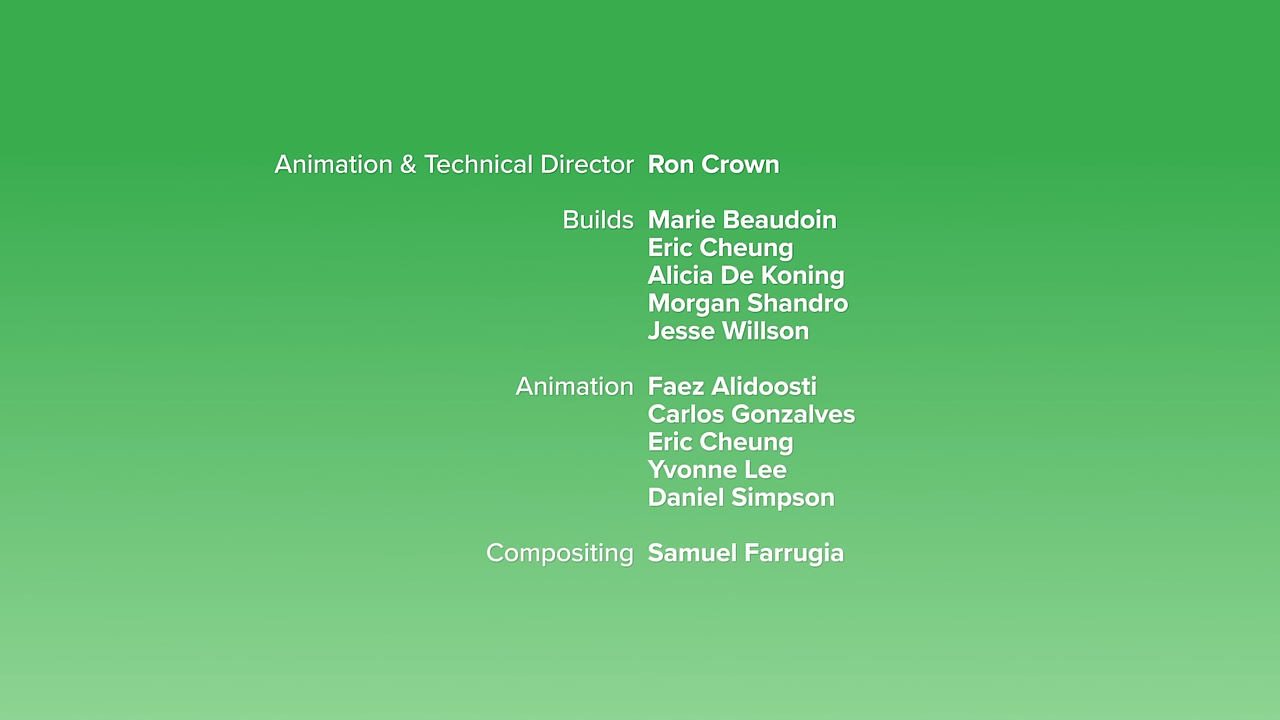 Animation & Technical Director Ron Crown
Builds Marie Beaudoin
Eric Cheung
Alicia De Koning
Morgan Shandro
Jesse Willson
Animation Faez Alidoosti
Carlos Gonzalves
Eric Cheung
Yvonne Lee
Daniel Simpson
Compositing Samuel Farrugia